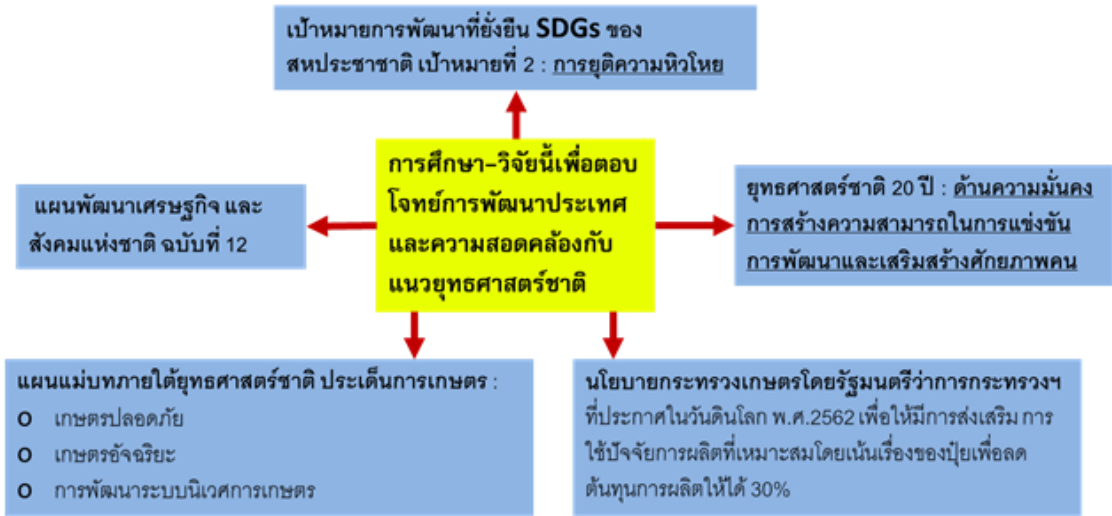 เป้าหมายการพัฒนาที่ยั่งยืน SDGs ของ
สหประชาชาติ เป้าหมายที่ 2 : การยุติความหิวโหย
การศึกษา-วิจัยนี้เพื่อตอบ
โจทย์การพัฒนาประเทศ
และความสอดคล้องกับ
แนวยุทธศาสตร์ชาติ
แผนพัฒนาเศรษฐกิจ และ
สังคมแห่งชาติ ฉบับที่ 12
ยุทธศาสตร์ชาติ 20 ปี : ด้านความมั่นคง
การสร้างความสามารถในการแข่งขัน
การพัฒนาและเสริมสร้างศักยภาพคน
แผนแม่บทภายใต้ยุทธศาสตร์ชาติ ประเด็นการเกษตร :
o เกษตรปลอดภัย
o เกษตรอัจฉริยะ
o การพัฒนาระบบนิเวศการเกษตร
นโยบายกระทรวงเกษตรโดยรัฐมนตรีว่าการกระทรวงฯ
ที่ประกาศในวันดินโลก พ.ศ.2562 เพื่อให้มีการส่งเสริม การ
ใช้ปัจจัยการผลิตที่เหมาะสมโดยเน้นเรื่องของปุ๋ยเพื่อลด
ต้นทุนการผลิตให้ได้ 30%